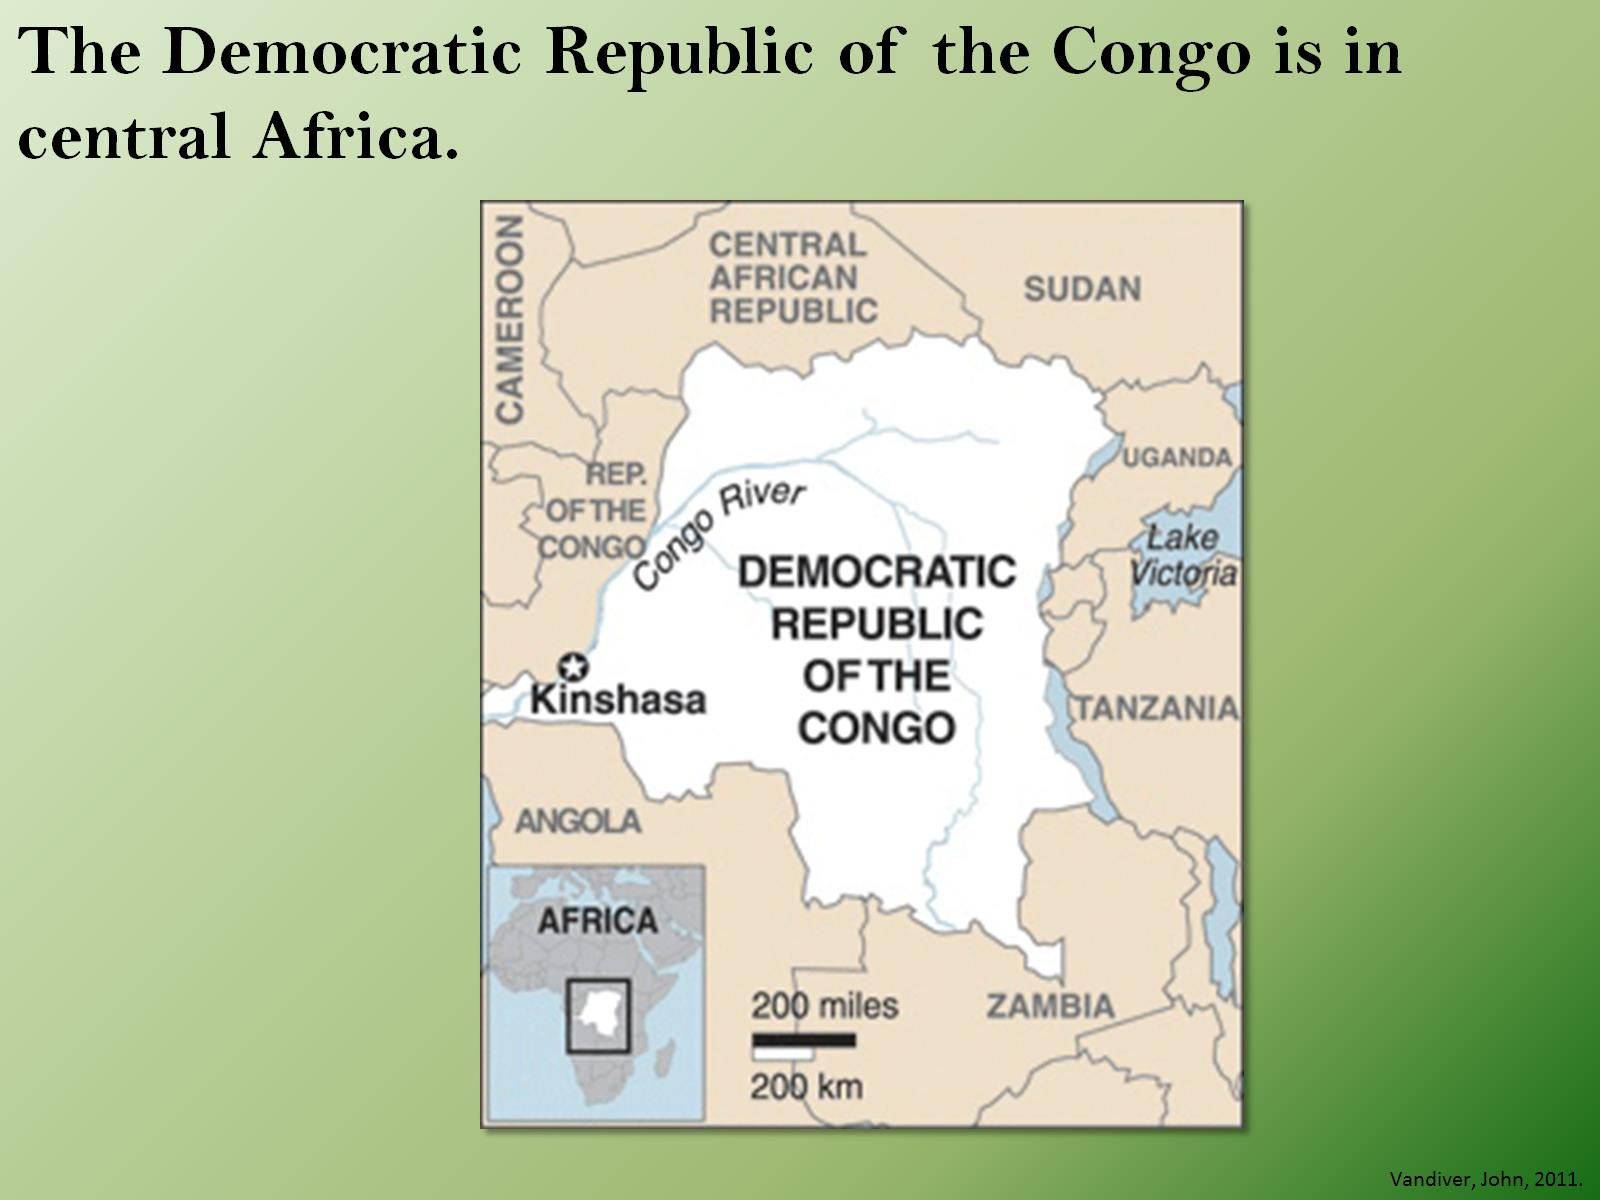 The Democratic Republic of the Congo is in
central Africa.
CAMEROON
CENTRAL
AFRICAN
REPUBLIC
SUDAN
REP.
OF THE
CONGO
Congo River
UGANDA
Lake
Victoria
DEMOCRATIC
REPUBLIC
OF THE
CONGO
Kinshasa
TANZANIA
ANGOLA
AFRICA
200 miles
200 km
ZAMBIA
Vandiver, John, 2011.